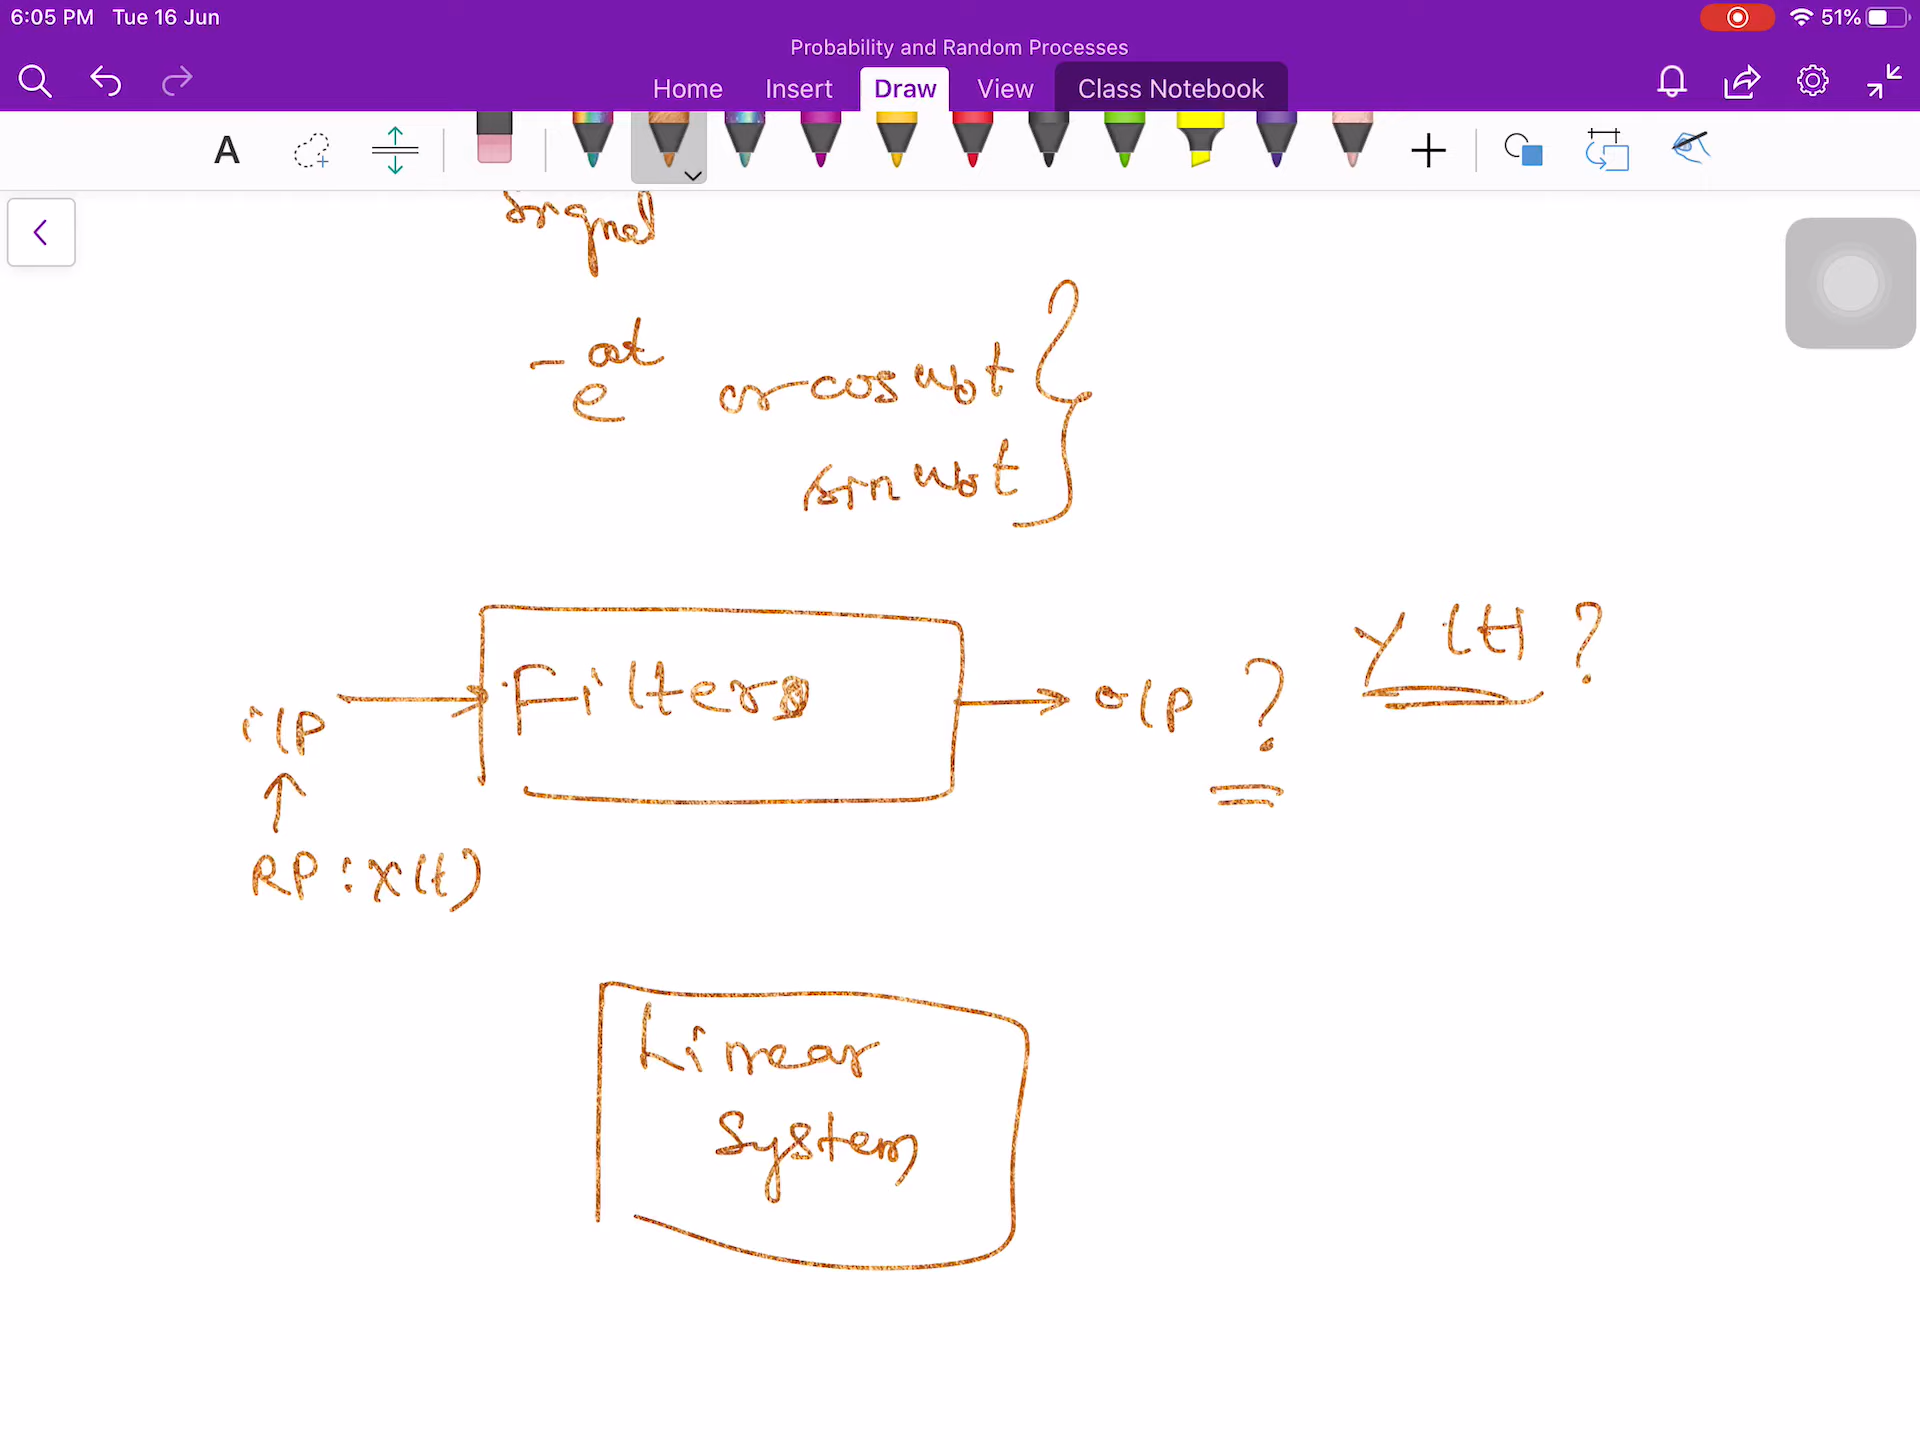 6:05 PM Tue 16 Jun 51%
Probability and Random Processes
Home Insert Draw View Class Notebook
A
signal
e^-at or cos ω₀t
sin ω₀t
i/p Filters o/p ? Y(t) ?
RP : X(t)
Linear
System